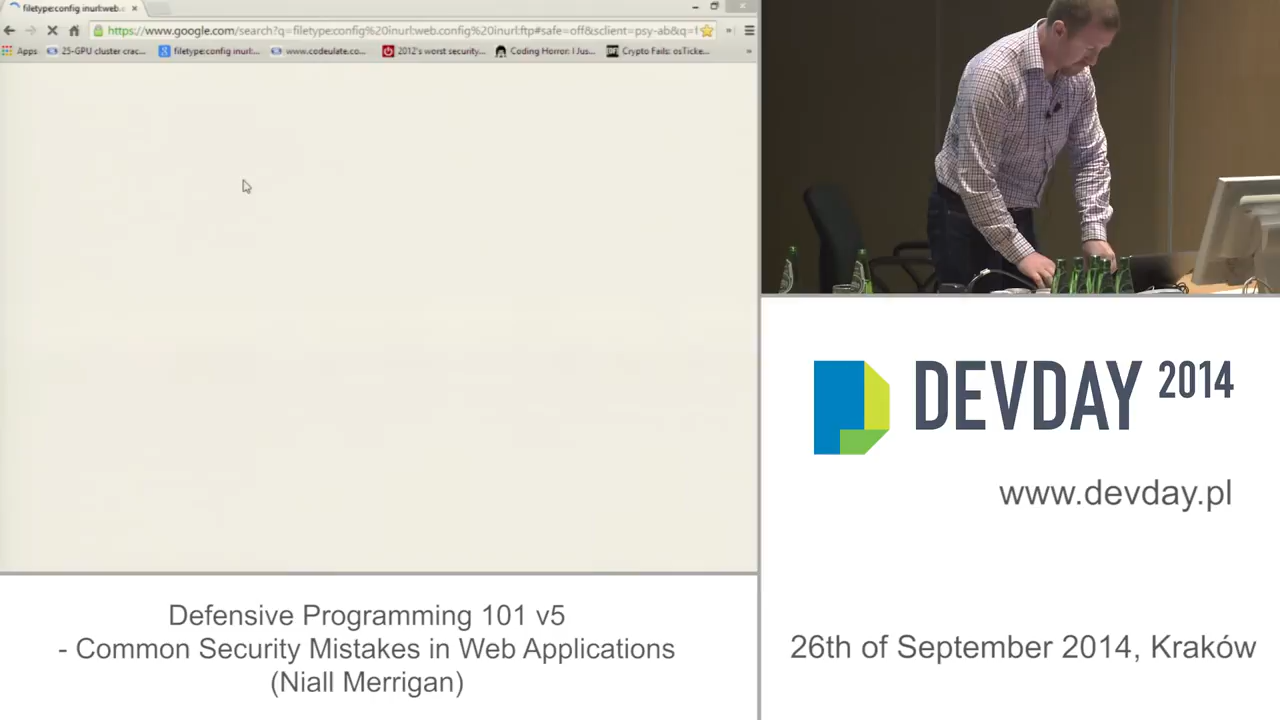 filetype:config inurl:web.
https://www.google.com/search?q=filetype:config%20inurl:web.config%20inurl:ftp#safe=off&sclient=psy-ab&q=f
Apps 25-GPU cluster crac... filetype:config inurl:... www.codeulate.co... 2012's worst security... Coding Horror: I Jus... Crypto Fails: osTicke... »
DEVDAY 2014
www.devday.pl
Defensive Programming 101 v5
- Common Security Mistakes in Web Applications
(Niall Merrigan)
26th of September 2014, Kraków